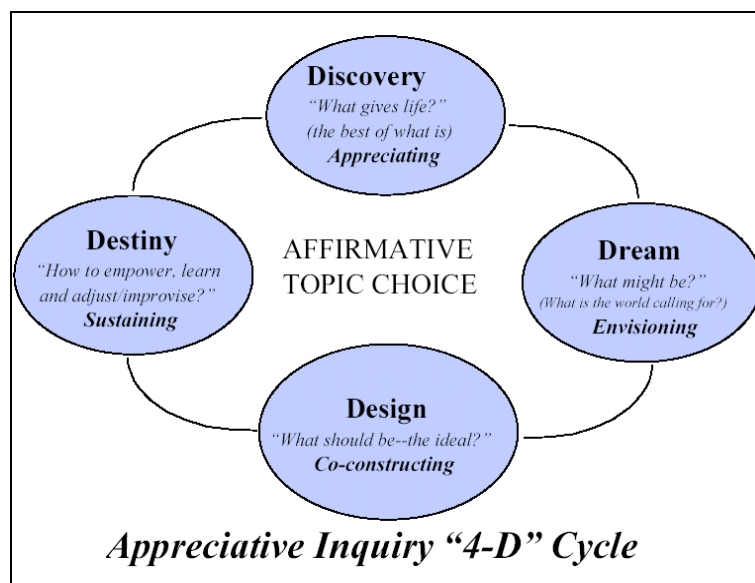 Discovery
“What gives life?”
(the best of what is)
Appreciating
Destiny
“How to empower, learn
and adjust/improvise?”
Sustaining
AFFIRMATIVE
TOPIC CHOICE
Dream
“What might be?”
(What is the world calling for?)
Envisioning
Design
“What should be--the ideal?”
Co-constructing
Appreciative Inquiry “4-D” Cycle